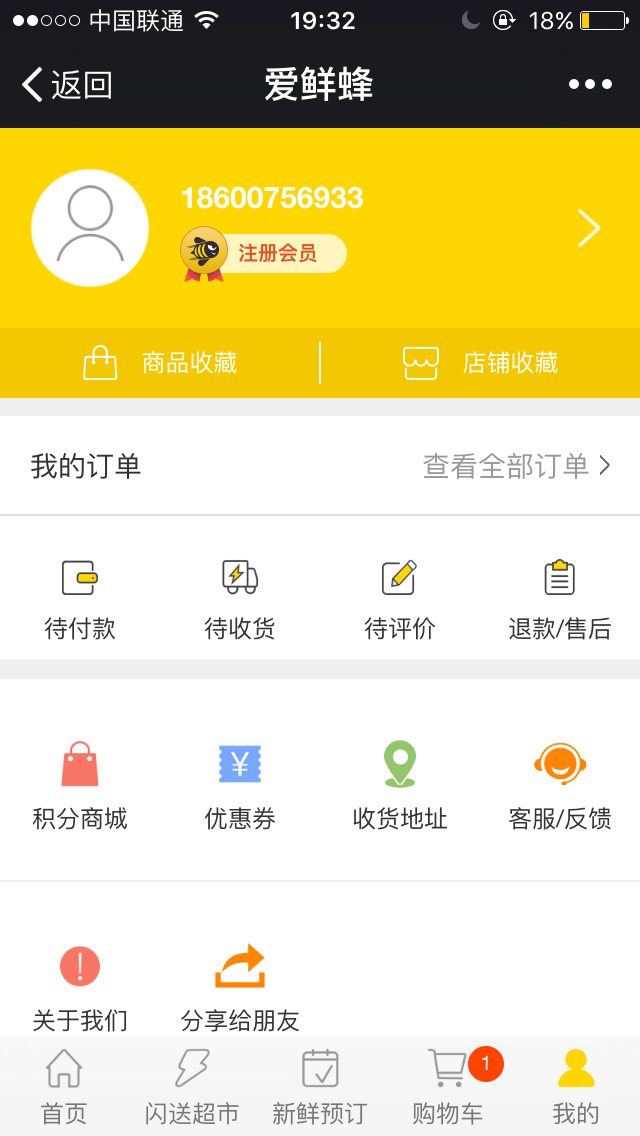 中国联通 19:32 18%
返回 爱鲜蜂
18600756933
注册会员
商品收藏 店铺收藏
我的订单 查看全部订单
待付款 待收货 待评价 退款/售后
¥
积分商城 优惠券 收货地址 客服/反馈
!
关于我们 分享给朋友
1
首页 闪送超市 新鲜预订 购物车 我的